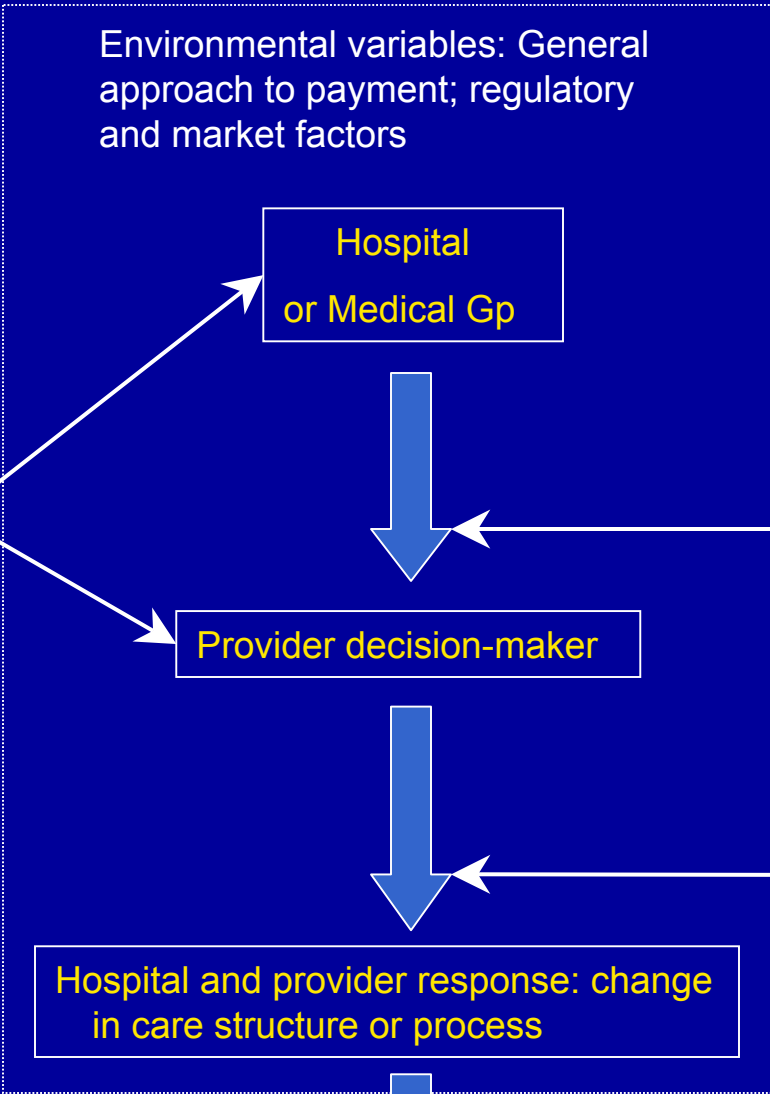 Environmental variables: General
approach to payment; regulatory
and market factors
Hospital
or Medical Gp
Provider decision-maker
Hospital and provider response: change
in care structure or process